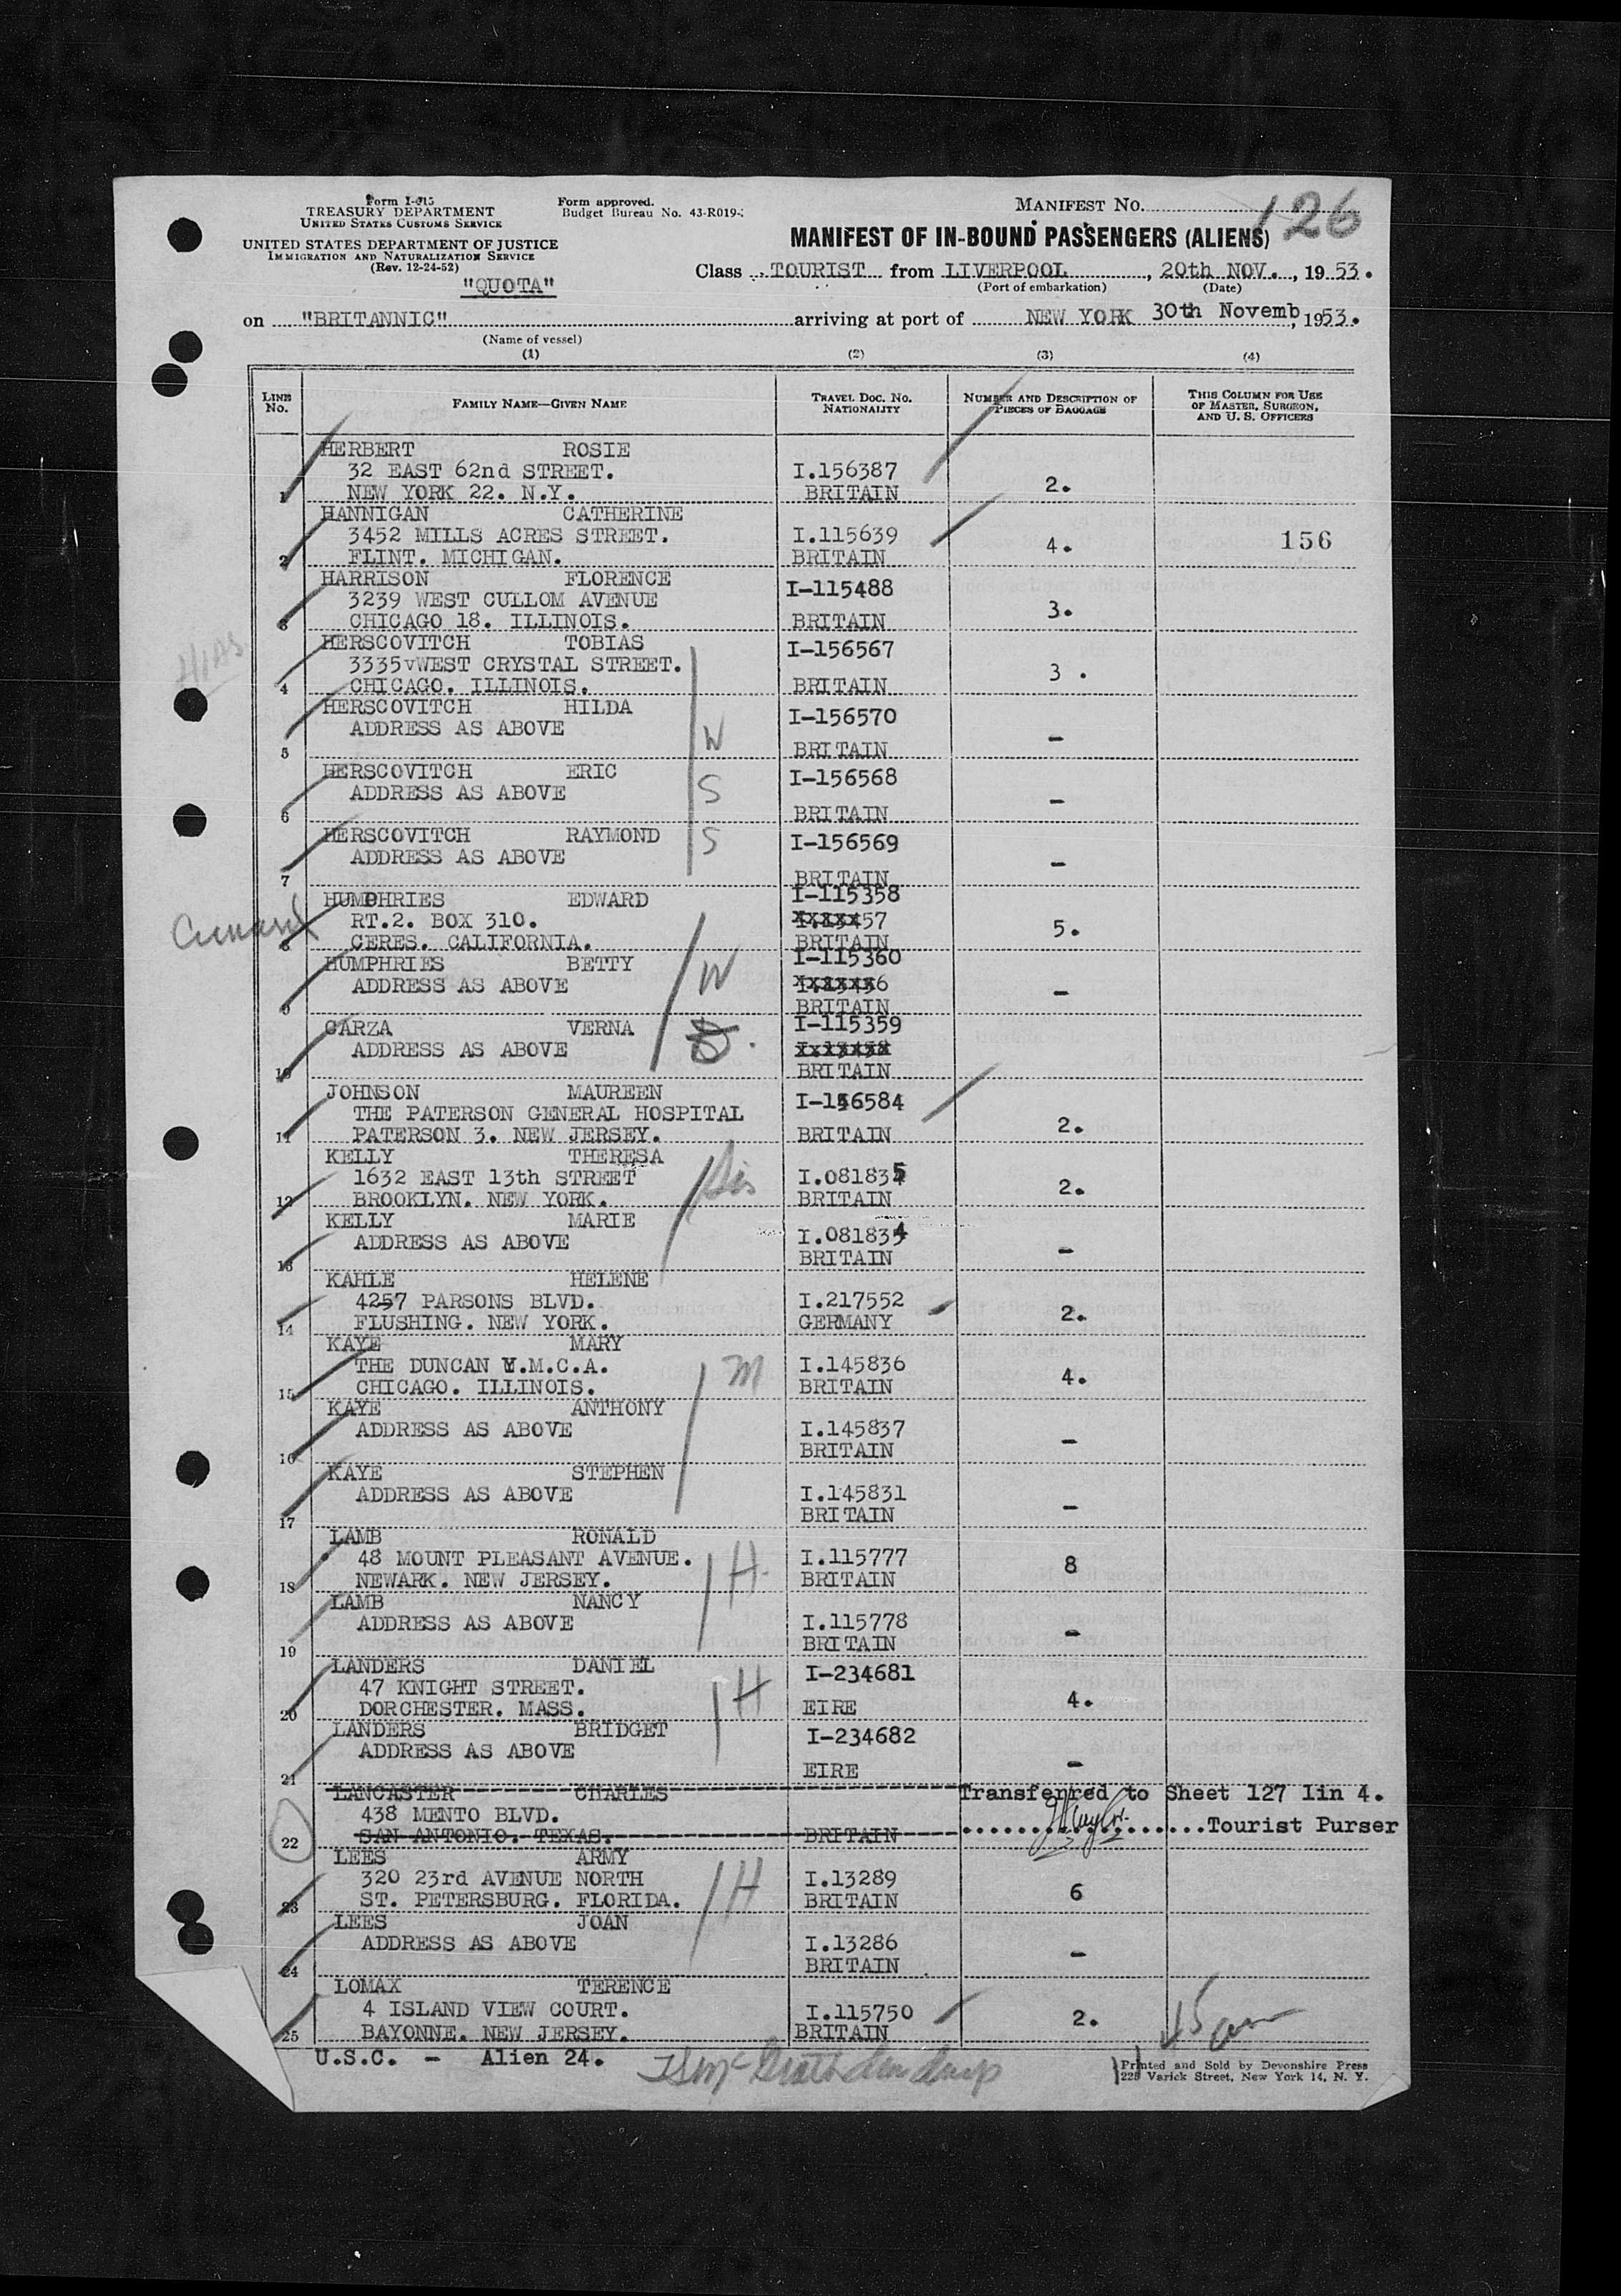 Form I-415
TREASURY DEPARTMENT
UNITED STATES CUSTOMS SERVICE
UNITED STATES DEPARTMENT OF JUSTICE
IMMIGRATION AND NATURALIZATION SERVICE
(Rev. 12-24-52)
"QUOTA"
Form approved.
Budget Bureau No. 43-R019-
MANIFEST No. 126
MANIFEST OF IN-BOUND PASSENGERS (ALIENS)
Class TOURIST from LIVERPOOL, 20th NOV., 1953.
(Port of embarkation) (Date)
on "BRITANNIC" arriving at port of NEW YORK 30th Novemb, 1953.
(Name of vessel)
(1) (2) (3) (4)
LINE No. FAMILY NAME—GIVEN NAME TRAVEL DOC. NO. NATIONALITY NUMBER AND DESCRIPTION OF PIECES OF BAGGAGE THIS COLUMN FOR USE OF MASTER, SURGEON, AND U. S. OFFICERS
HERBERT ROSIE
32 EAST 62nd STREET. I.156387
1 NEW YORK 22. N.Y. BRITAIN 2.
HANNIGAN CATHERINE
3452 MILLS ACRES STREET. I.115639 156
2 FLINT. MICHIGAN. BRITAIN 4.
HARRISON FLORENCE I-115488
3239 WEST CULLOM AVENUE
3 CHICAGO 18. ILLINOIS. BRITAIN 3.
HIAS
HERSCOVITCH TOBIAS I-156567
3335vWEST CRYSTAL STREET.
4 CHICAGO. ILLINOIS. BRITAIN 3 .
HERSCOVITCH HILDA I-156570
ADDRESS AS ABOVE W
5 BRITAIN –
HERSCOVITCH ERIC I-156568
ADDRESS AS ABOVE S
6 BRITAIN –
HERSCOVITCH RAYMOND S I-156569
ADDRESS AS ABOVE
7 BRITAIN –
HUMPHRIES EDWARD I-115358
Cunard RT.2. BOX 310. 5.
8 CERES. CALIFORNIA. BRITAIN
HUMPHRIES BETTY W I-115360
ADDRESS AS ABOVE
9 BRITAIN –
GARZA VERNA I-115359
ADDRESS AS ABOVE
10 BRITAIN
JOHNSON MAUREEN I-156584
THE PATERSON GENERAL HOSPITAL
11 PATERSON 3. NEW JERSEY. BRITAIN 2.
KELLY THERESA
1632 EAST 13th STREET Sis I.081835
12 BROOKLYN. NEW YORK. BRITAIN 2.
KELLY MARIE
ADDRESS AS ABOVE I.081834
13 BRITAIN –
KAHLE HELENE
4257 PARSONS BLVD. I.217552
14 FLUSHING. NEW YORK. GERMANY 2.
KAYE MARY
THE DUNCAN Y.M.C.A. M I.145836
15 CHICAGO. ILLINOIS. BRITAIN 4.
KAYE ANTHONY
ADDRESS AS ABOVE I.145837
16 BRITAIN –
KAYE STEPHEN
ADDRESS AS ABOVE I.145831
17 BRITAIN –
LAMB RONALD
48 MOUNT PLEASANT AVENUE. H I.115777
18 NEWARK. NEW JERSEY. BRITAIN 8
LAMB NANCY
ADDRESS AS ABOVE I.115778
19 BRITAIN –
LANDERS DANIEL I-234681
47 KNIGHT STREET. H
20 DORCHESTER. MASS. EIRE 4.
LANDERS BRIDGET I-234682
ADDRESS AS ABOVE
21 EIRE –
LANCASTER CHARLES Transferred to Sheet 127 lin 4.
438 MENTO BLVD.
22 SAN ANTONIO. TEXAS. BRITAIN Tourist Purser
LEES ARMY
320 23rd AVENUE NORTH H I.13289
23 ST. PETERSBURG. FLORIDA. BRITAIN 6
LEES JOAN
ADDRESS AS ABOVE I.13286
24 BRITAIN –
LOMAX TERENCE
4 ISLAND VIEW COURT. I.115750
25 BAYONNE. NEW JERSEY. BRITAIN 2.
U.S.C. – Alien 24.
Printed and Sold by Devonshire Press
225 Varick Street, New York 14, N. Y.